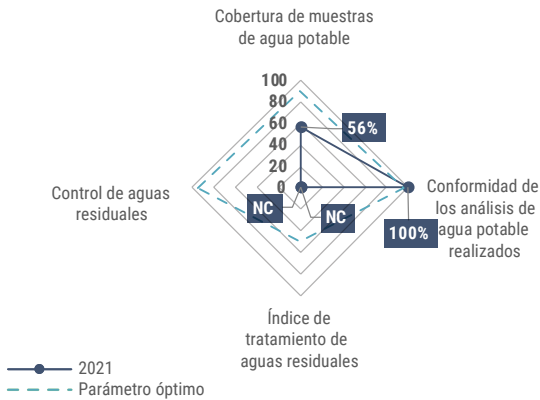 Cobertura de muestras
de agua potable
100
80
60
40
20
0
56%
Control de aguas
residuales
NC
NC
100%
Conformidad de
los análisis de
agua potable
realizados
Índice de
tratamiento de
aguas residuales
2021
Parámetro óptimo